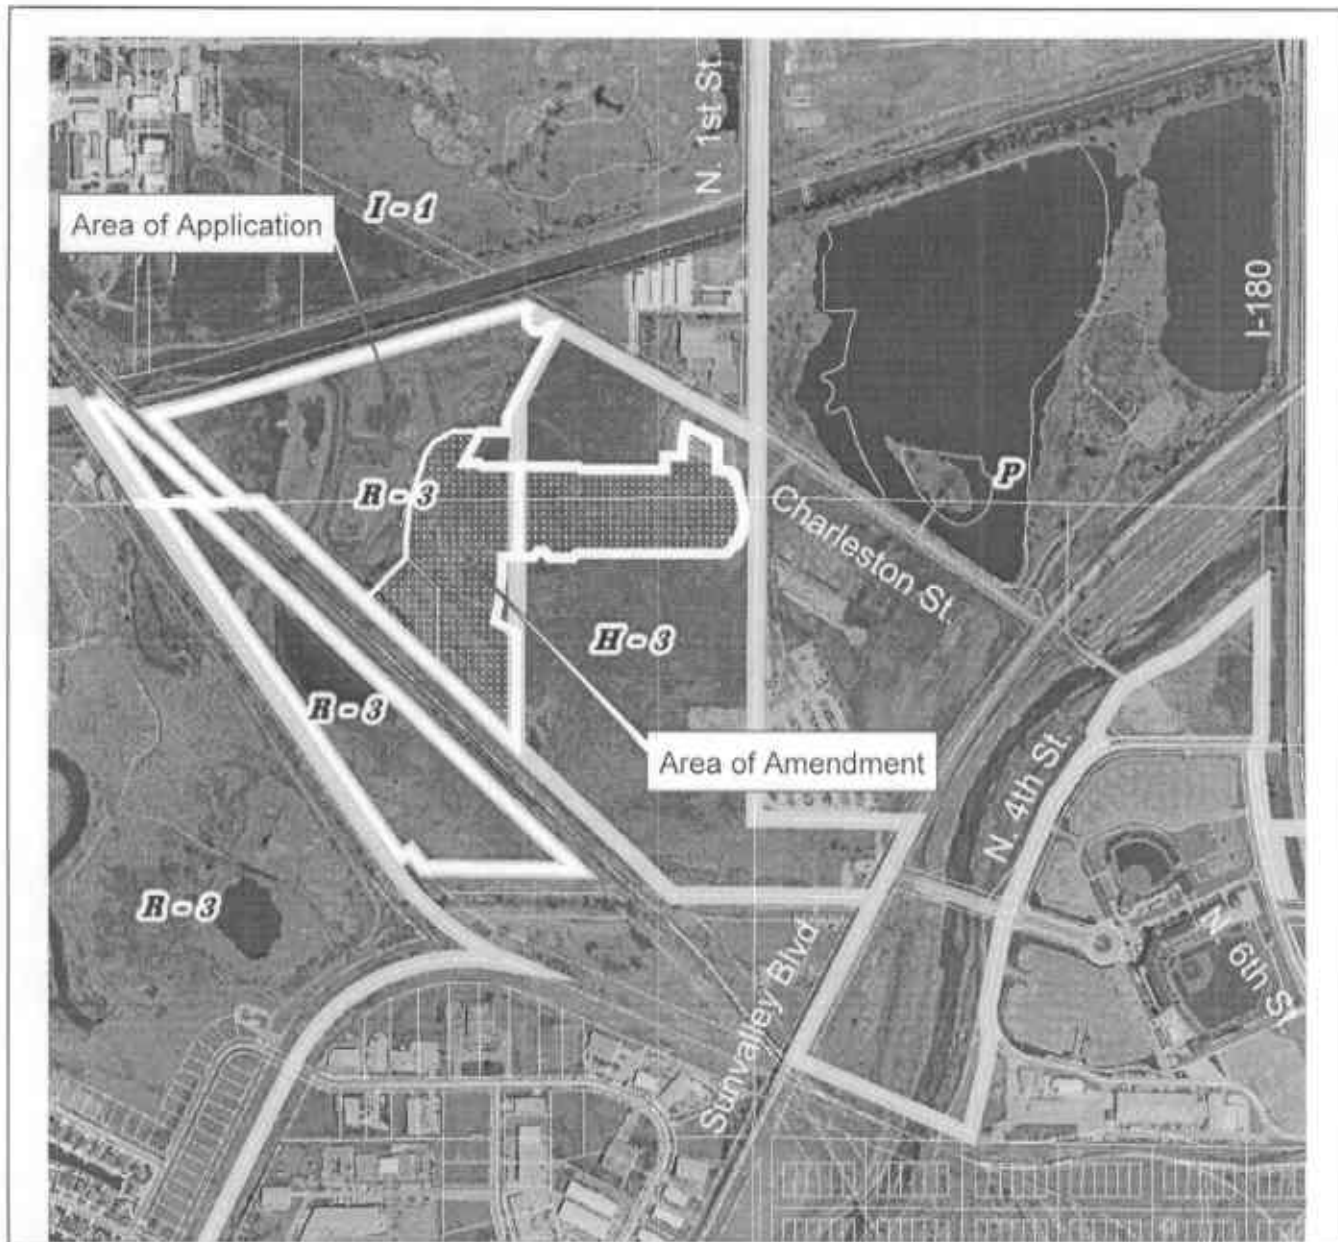 N. 1st St.
I - 1
Area of Application
I-180
R - 3
P
Charleston St.
H - 3
R - 3
Area of Amendment
N. 4th St.
R - 3
N. 6th St.
Sunvalley Blvd